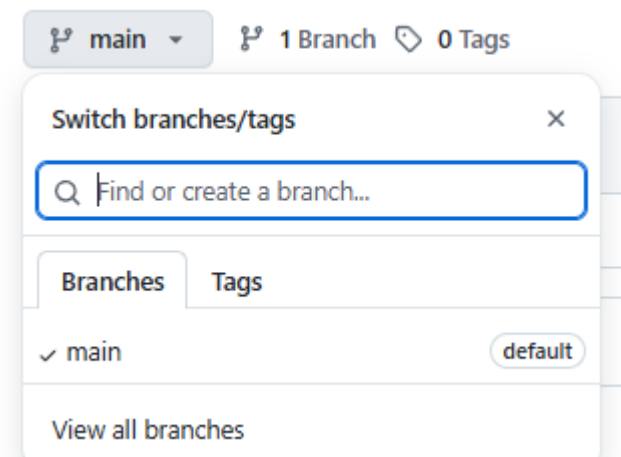 main 1 Branch 0 Tags
Switch branches/tags
Find or create a branch...
Branches Tags
main default
View all branches